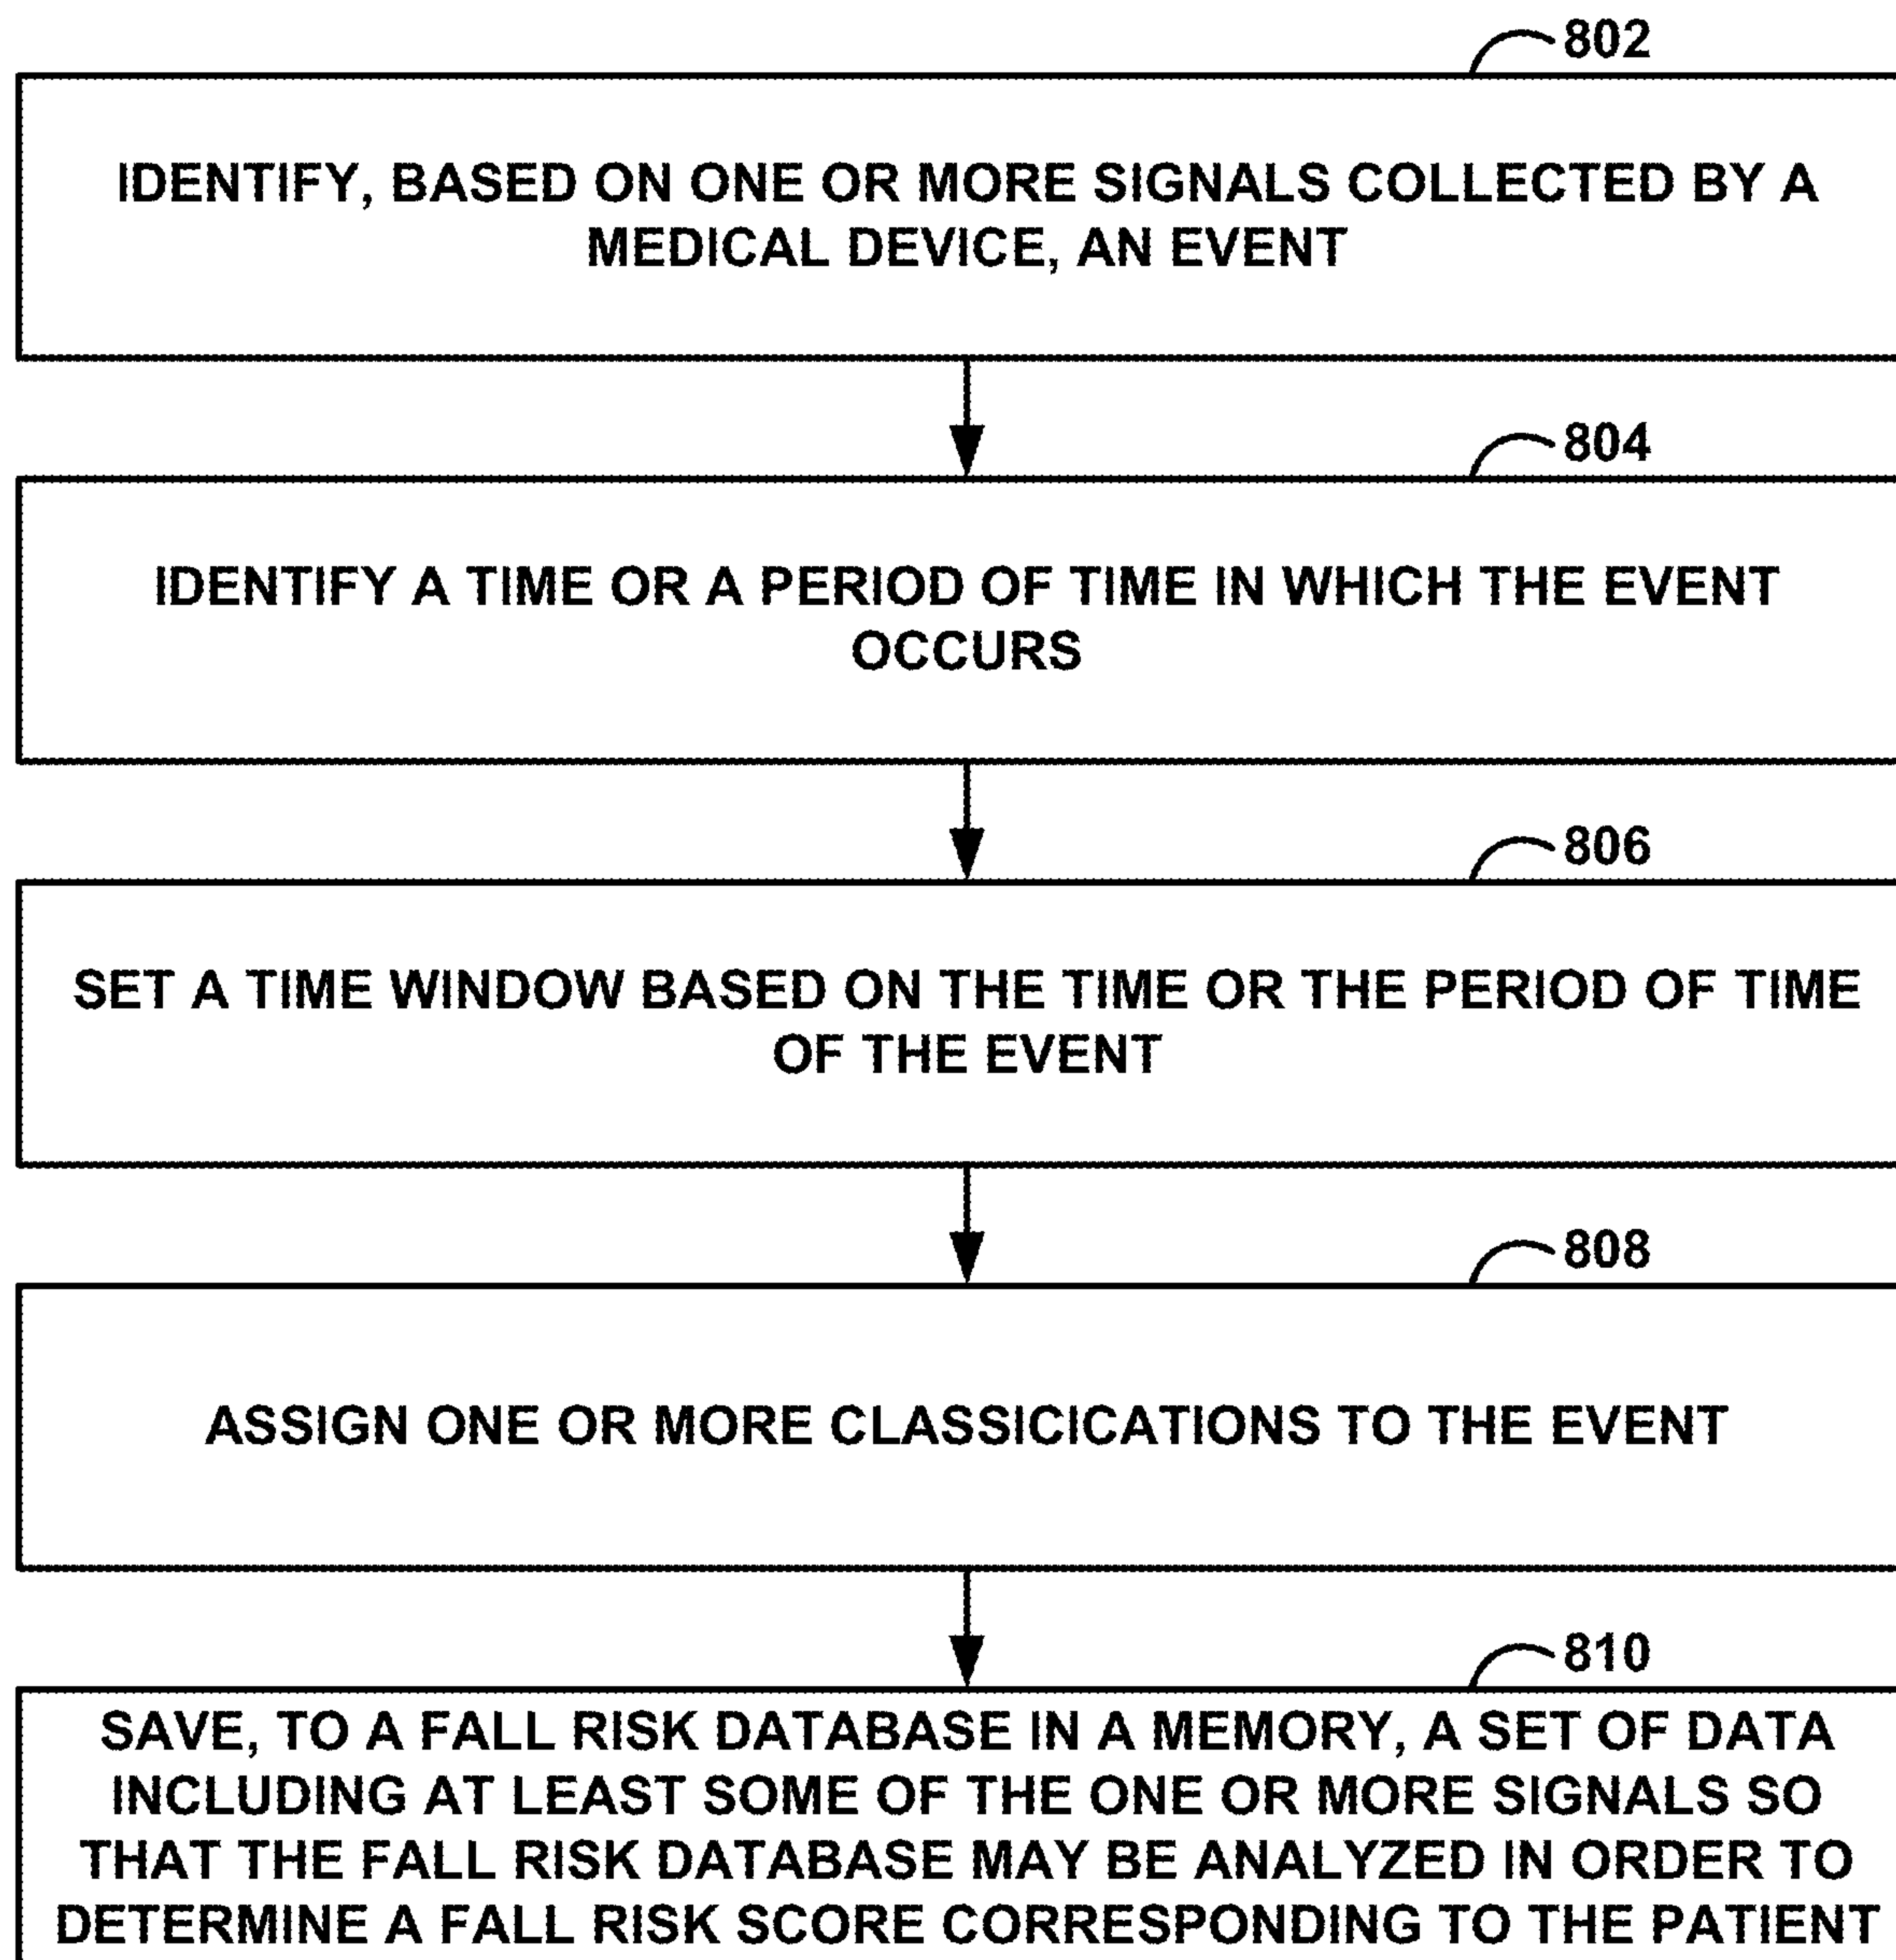 802
IDENTIFY, BASED ON ONE OR MORE SIGNALS COLLECTED BY A
MEDICAL DEVICE, AN EVENT
804
IDENTIFY A TIME OR A PERIOD OF TIME IN WHICH THE EVENT
OCCURS
806
SET A TIME WINDOW BASED ON THE TIME OR THE PERIOD OF TIME
OF THE EVENT
808
ASSIGN ONE OR MORE CLASSICICATIONS TO THE EVENT
810
SAVE, TO A FALL RISK DATABASE IN A MEMORY, A SET OF DATA
INCLUDING AT LEAST SOME OF THE ONE OR MORE SIGNALS SO
THAT THE FALL RISK DATABASE MAY BE ANALYZED IN ORDER TO
DETERMINE A FALL RISK SCORE CORRESPONDING TO THE PATIENT